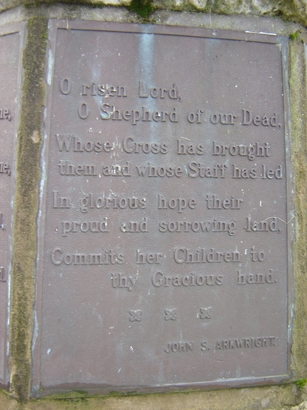 O risen Lord,
O Shepherd of our Dead,
Whose Cross has brought
them, and whose Staff has led
In glorious hope their
proud and sorrowing land,
Commits her Children to
thy Gracious hand.
JOHN S. ARKWRIGHT.